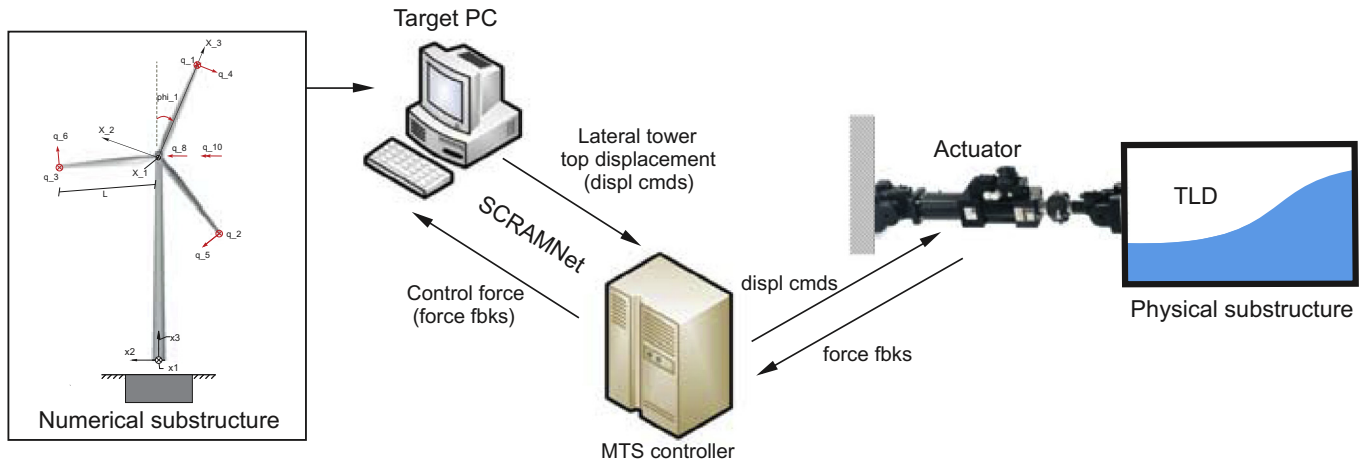 Target PC
X_3
q_1
q_4
phi_1
X_2
q_6
q_8
q_10
q_3
X_1
L
q_2
q_5
x3
x2
x1
Numerical substructure
Lateral tower
top displacement
(displ cmds)
SCRAMNet
Control force
(force fbks)
MTS controller
Actuator
displ cmds
force fbks
TLD
Physical substructure